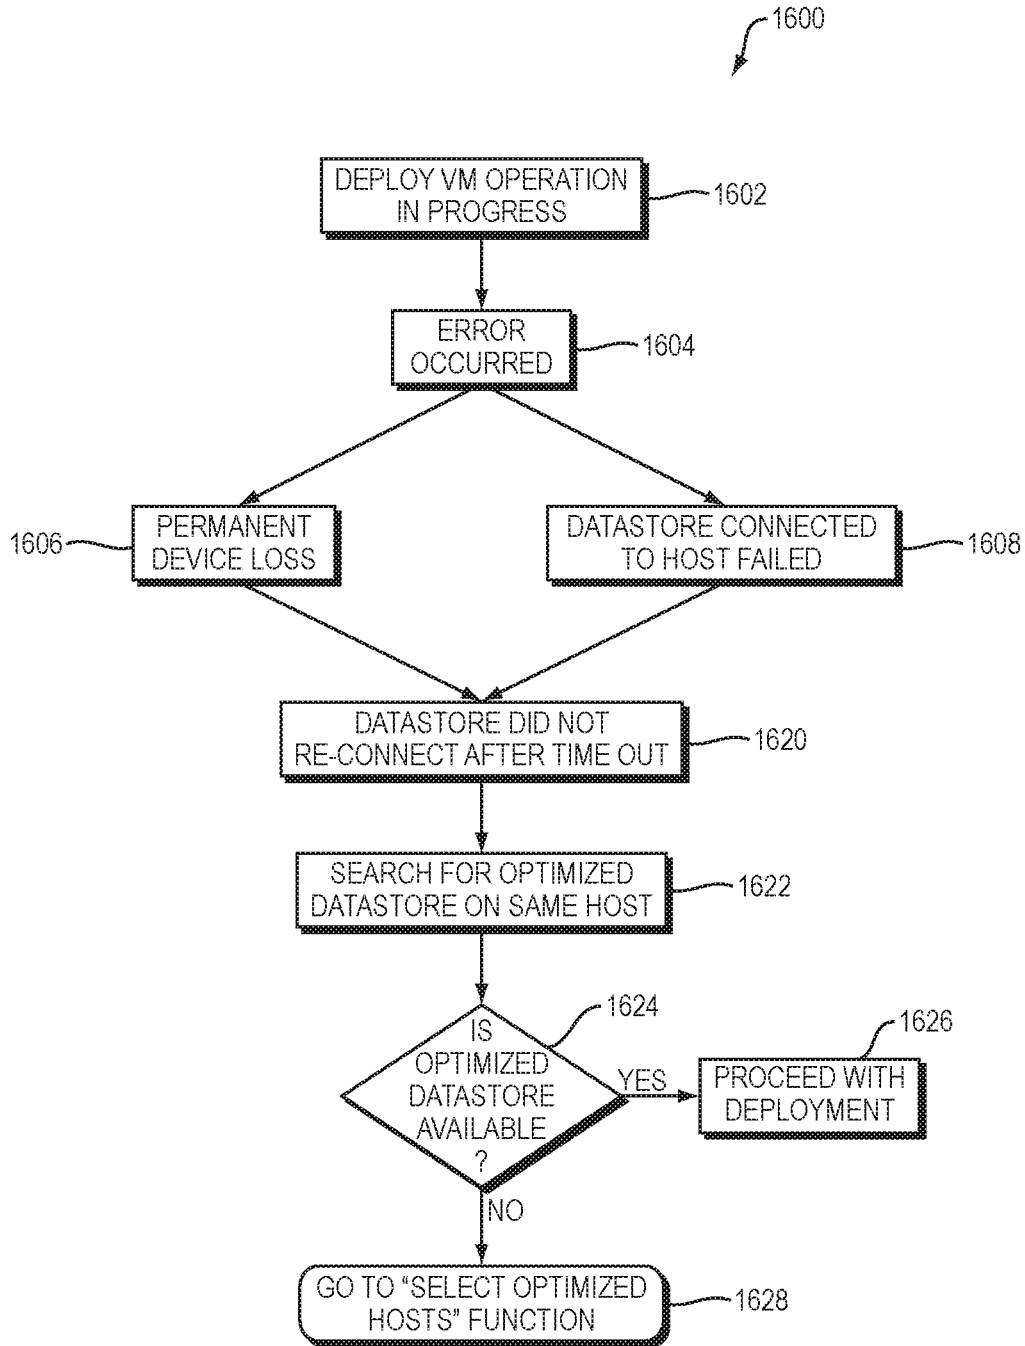 1600
DEPLOY VM OPERATION
IN PROGRESS
1602
ERROR
OCCURRED
1604
PERMANENT
DEVICE LOSS
1606
DATASTORE CONNECTED
TO HOST FAILED
1608
DATASTORE DID NOT
RE-CONNECT AFTER TIME OUT
1620
SEARCH FOR OPTIMIZED
DATASTORE ON SAME HOST
1622
IS
OPTIMIZED
DATASTORE
AVAILABLE
?
1624
YES
PROCEED WITH
DEPLOYMENT
1626
NO
GO TO “SELECT OPTIMIZED
HOSTS” FUNCTION
1628